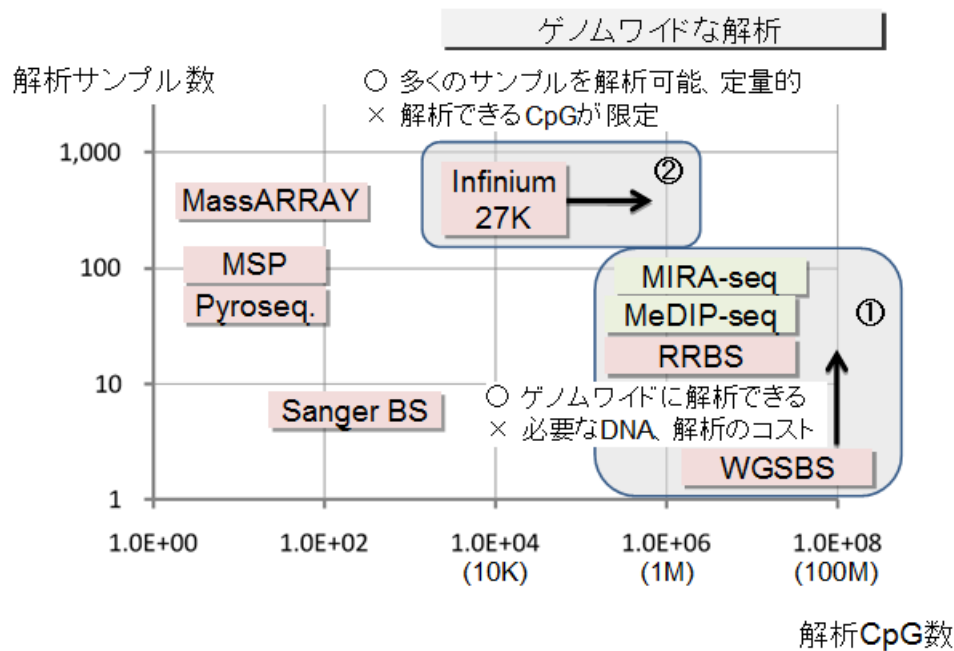 ゲノムワイドな解析
解析サンプル数
○ 多くのサンプルを解析可能、定量的
× 解析できるCpGが限定
1,000
②
Infinium
27K
MassARRAY
100
MSP
MIRA-seq
Pyroseq.
MeDIP-seq
①
RRBS
10
Sanger BS
○ ゲノムワイドに解析できる
× 必要なDNA、解析のコスト
WGSBS
1
1.0E+00 1.0E+02 1.0E+04 1.0E+06 1.0E+08
(10K) (1M) (100M)
解析CpG数